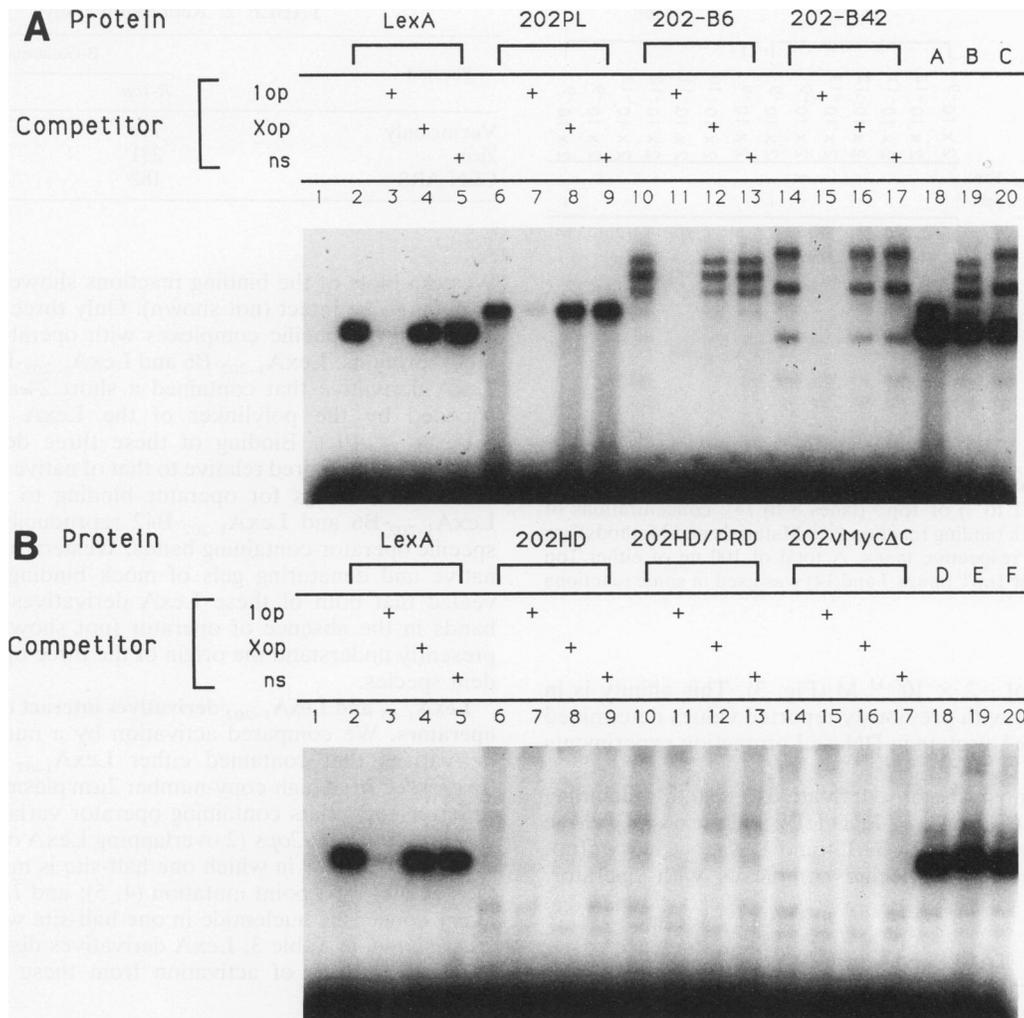 A
Protein LexA 202PL 202-B6 202-B42
A B C
1op + + + +
Competitor Xop + + + +
ns + + + +
1 2 3 4 5 6 7 8 9 10 11 12 13 14 15 16 17 18 19 20
B
Protein LexA 202HD 202HD/PRD 202vMycΔC
D E F
1op + + + +
Competitor Xop + + + +
ns + + + +
1 2 3 4 5 6 7 8 9 10 11 12 13 14 15 16 17 18 19 20